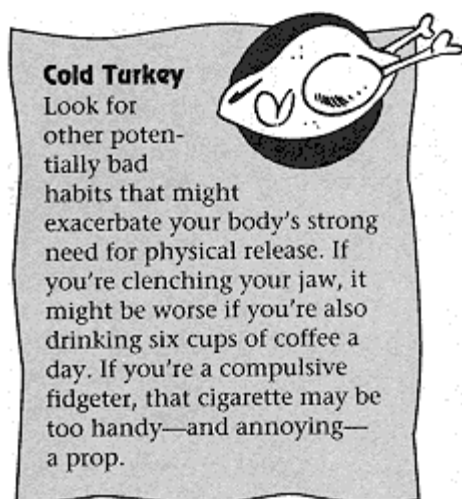 Cold Turkey
Look for
other poten-
tially bad
habits that might
exacerbate your body's strong
need for physical release. If
you're clenching your jaw, it
might be worse if you're also
drinking six cups of coffee a
day. If you're a compulsive
fidgeter, that cigarette may be
too handy—and annoying—
a prop.